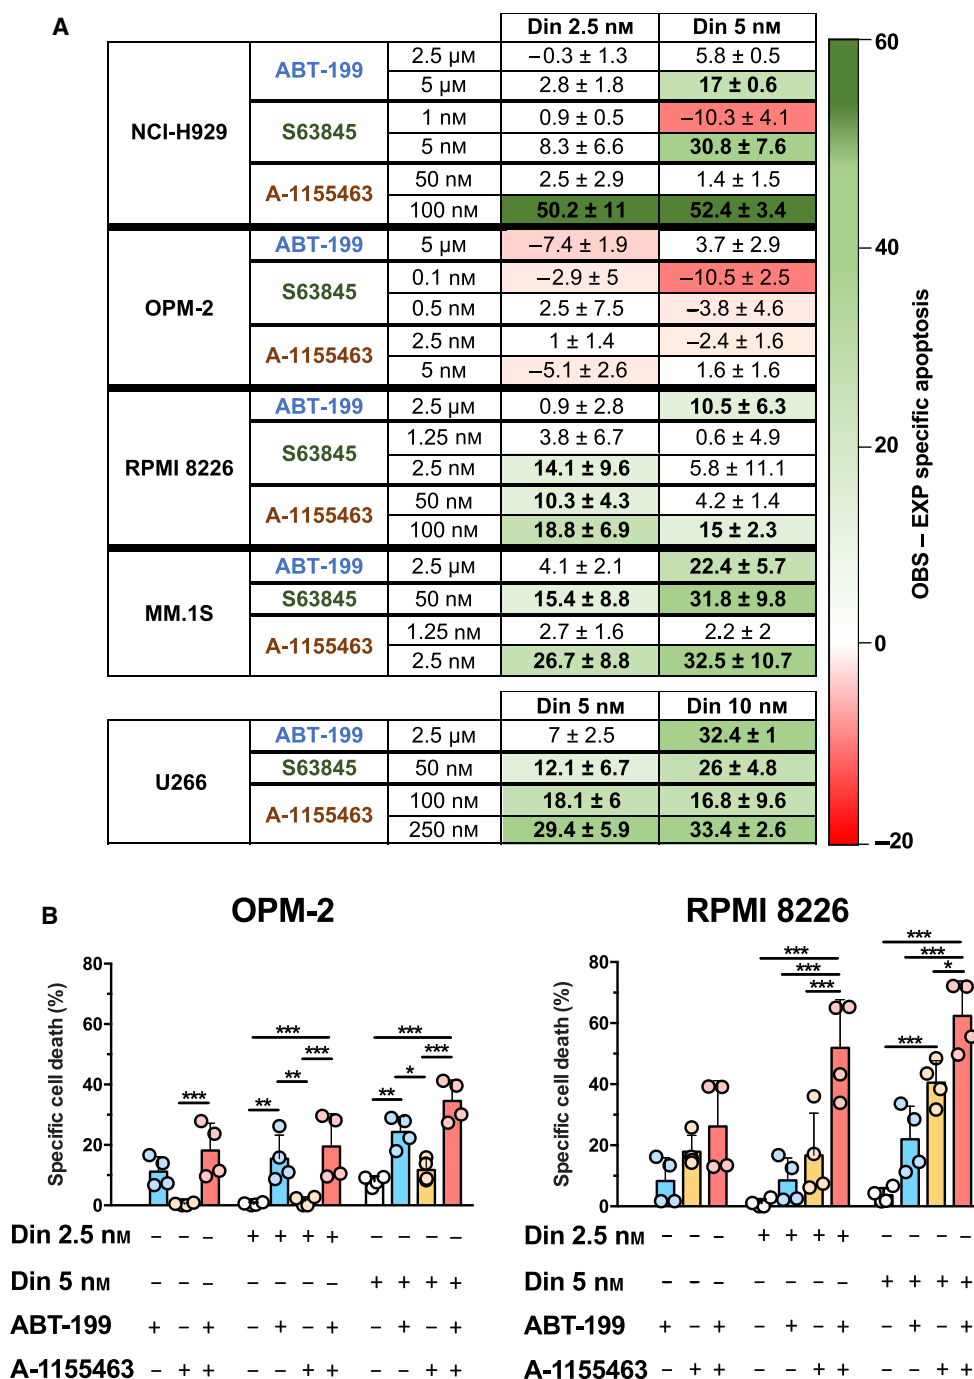 A
Din 2.5 nM Din 5 nM
NCI-H929 ABT-199 2.5 µM −0.3 ± 1.3 5.8 ± 0.5
5 µM 2.8 ± 1.8 17 ± 0.6
S63845 1 nM 0.9 ± 0.5 −10.3 ± 4.1
5 nM 8.3 ± 6.6 30.8 ± 7.6
A-1155463 50 nM 2.5 ± 2.9 1.4 ± 1.5
100 nM 50.2 ± 11 52.4 ± 3.4
OPM-2 ABT-199 5 µM −7.4 ± 1.9 3.7 ± 2.9
S63845 0.1 nM −2.9 ± 5 −10.5 ± 2.5
0.5 nM 2.5 ± 7.5 −3.8 ± 4.6
A-1155463 2.5 nM 1 ± 1.4 −2.4 ± 1.6
5 nM −5.1 ± 2.6 1.6 ± 1.6
RPMI 8226 ABT-199 2.5 µM 0.9 ± 2.8 10.5 ± 6.3
S63845 1.25 nM 3.8 ± 6.7 0.6 ± 4.9
2.5 nM 14.1 ± 9.6 5.8 ± 11.1
A-1155463 50 nM 10.3 ± 4.3 4.2 ± 1.4
100 nM 18.8 ± 6.9 15 ± 2.3
MM.1S ABT-199 2.5 µM 4.1 ± 2.1 22.4 ± 5.7
S63845 50 nM 15.4 ± 8.8 31.8 ± 9.8
A-1155463 1.25 nM 2.7 ± 1.6 2.2 ± 2
2.5 nM 26.7 ± 8.8 32.5 ± 10.7
Din 5 nM Din 10 nM
U266 ABT-199 2.5 µM 7 ± 2.5 32.4 ± 1
S63845 50 nM 12.1 ± 6.7 26 ± 4.8
A-1155463 100 nM 18.1 ± 6 16.8 ± 9.6
250 nM 29.4 ± 5.9 33.4 ± 2.6
60
40
20
0
−20
OBS – EXP specific apoptosis
B
OPM-2
Specific cell death (%)
80
60
40
20
0
*** ** ** *** *** ** * *** ***
Din 2.5 nM − − − + + + + − − − −
Din 5 nM − − − − − − − + + + +
ABT-199 + − + − + − + − + − +
A-1155463 − + + − − + + − − + +
RPMI 8226
Specific cell death (%)
80
60
40
20
0
*** *** *** *** *** *** *
Din 2.5 nM − − − + + + + − − − −
Din 5 nM − − − − − − − + + + +
ABT-199 + − + − + − + − + − +
A-1155463 − + + − − + + − − + +